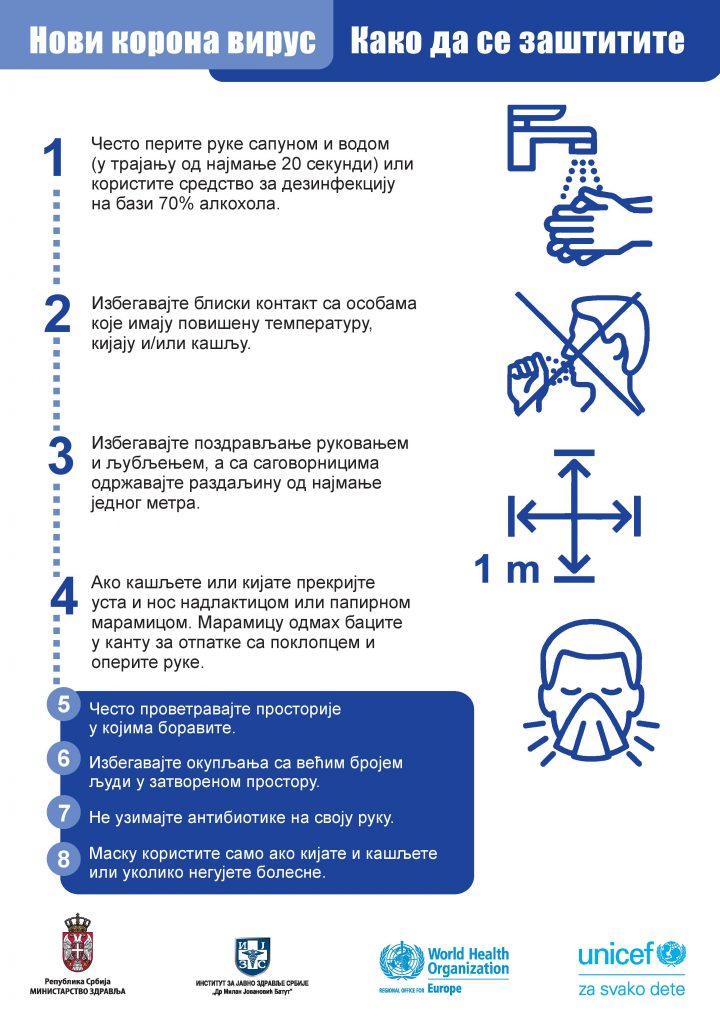 Нови корона вирус
Како да се заштитите
1
Често перите руке сапуном и водом
(у трајању од најмање 20 секунди) или
користите средство за дезинфекцију
на бази 70% алкохола.
2
Избегавајте блиски контакт са особама
које имају повишену температуру,
кијају и/или кашљу.
3
Избегавајте поздрављање руковањем
и љубљењем, а са саговорницима
одржавајте раздаљину од најмање
једног метра.
1 m
4
Ако кашљете или кијате прекријте
уста и нос надлактицом или папирном
марамицом. Марамицу одмах баците
у канту за отпатке са поклопцем и
оперите руке.
5
Често проветравајте просторије
у којима боравите.
6
Избегавајте окупљања са већим бројем
људи у затвореном простору.
7
Не узимајте антибиотике на своју руку.
8
Маску користите само ако кијате и кашљете
или уколико негујете болесне.
Република Србија
МИНИСТАРСТВО ЗДРАВЉА
И Ј
З С
ИНСТИТУТ ЗА ЈАВНО ЗДРАВЉЕ СРБИЈЕ
„Др Милан Јовановић Батут"
World Health
Organization
REGIONAL OFFICE FOR Europe
unicef
za svako dete